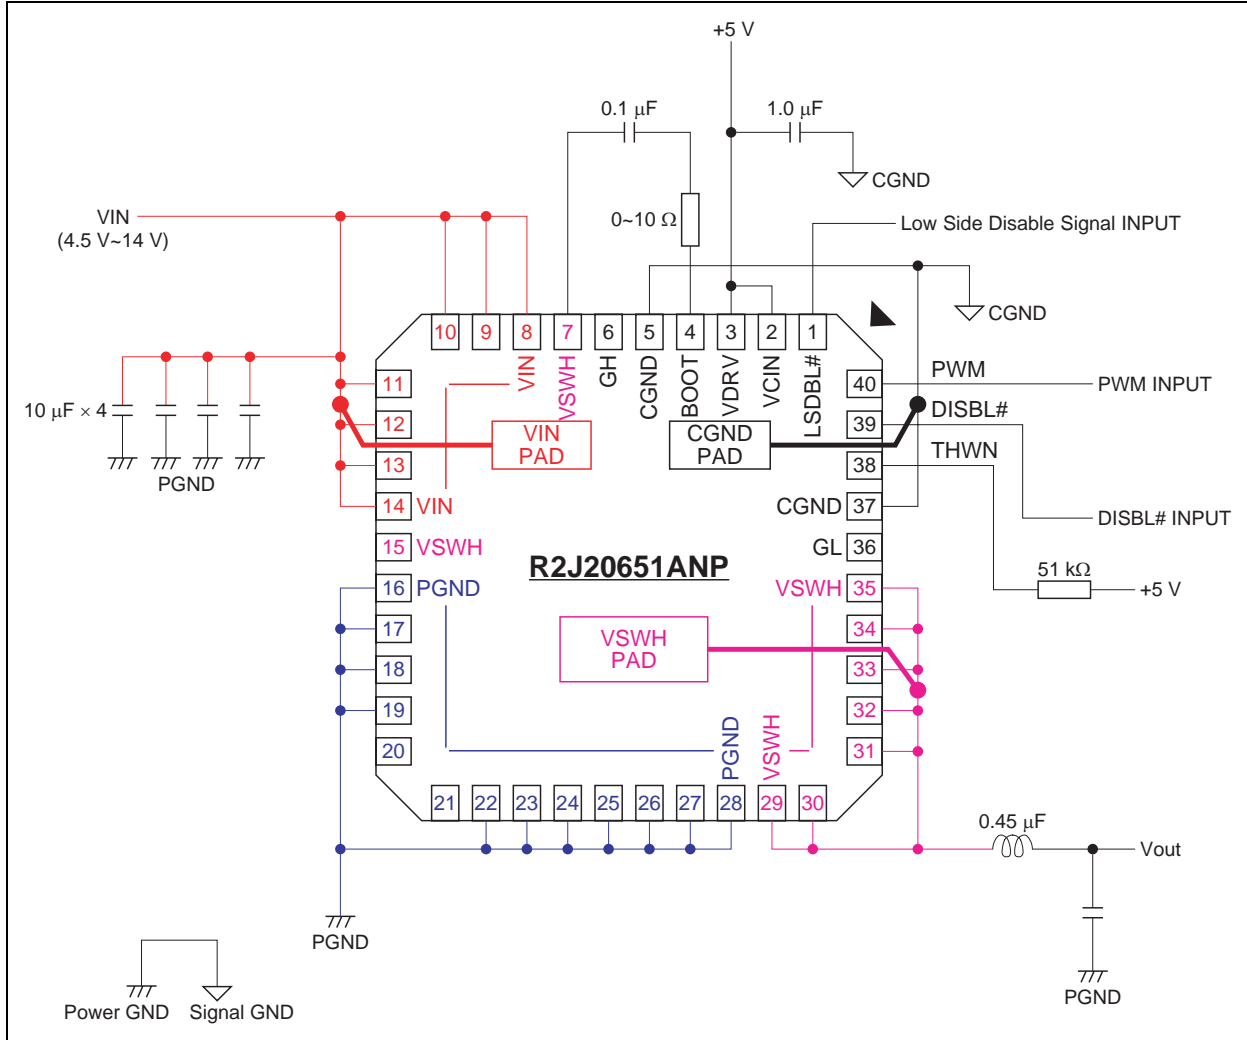 +5 V
0.1 µF
1.0 µF
CGND
VIN
(4.5 V~14 V)
0~10 Ω
Low Side Disable Signal INPUT
CGND
10 9 8 7 6 5 4 3 2 1
VIN
VSWH
GH
CGND
BOOT
VDRV
VCIN
LSDBL#
11
12
13
14 VIN
15 VSWH
16 PGND
17
18
19
20
10 µF × 4
PGND
VIN
PAD
CGND
PAD
PWM
40
PWM INPUT
DISBL#
39
THWN
38
CGND 37
DISBL# INPUT
GL 36
R2J20651ANP
VSWH 35
51 kΩ
+5 V
34
33
32
31
VSWH
PAD
PGND
VSWH
21 22 23 24 25 26 27 28 29 30
0.45 µF
Vout
PGND
PGND
Power GND Signal GND